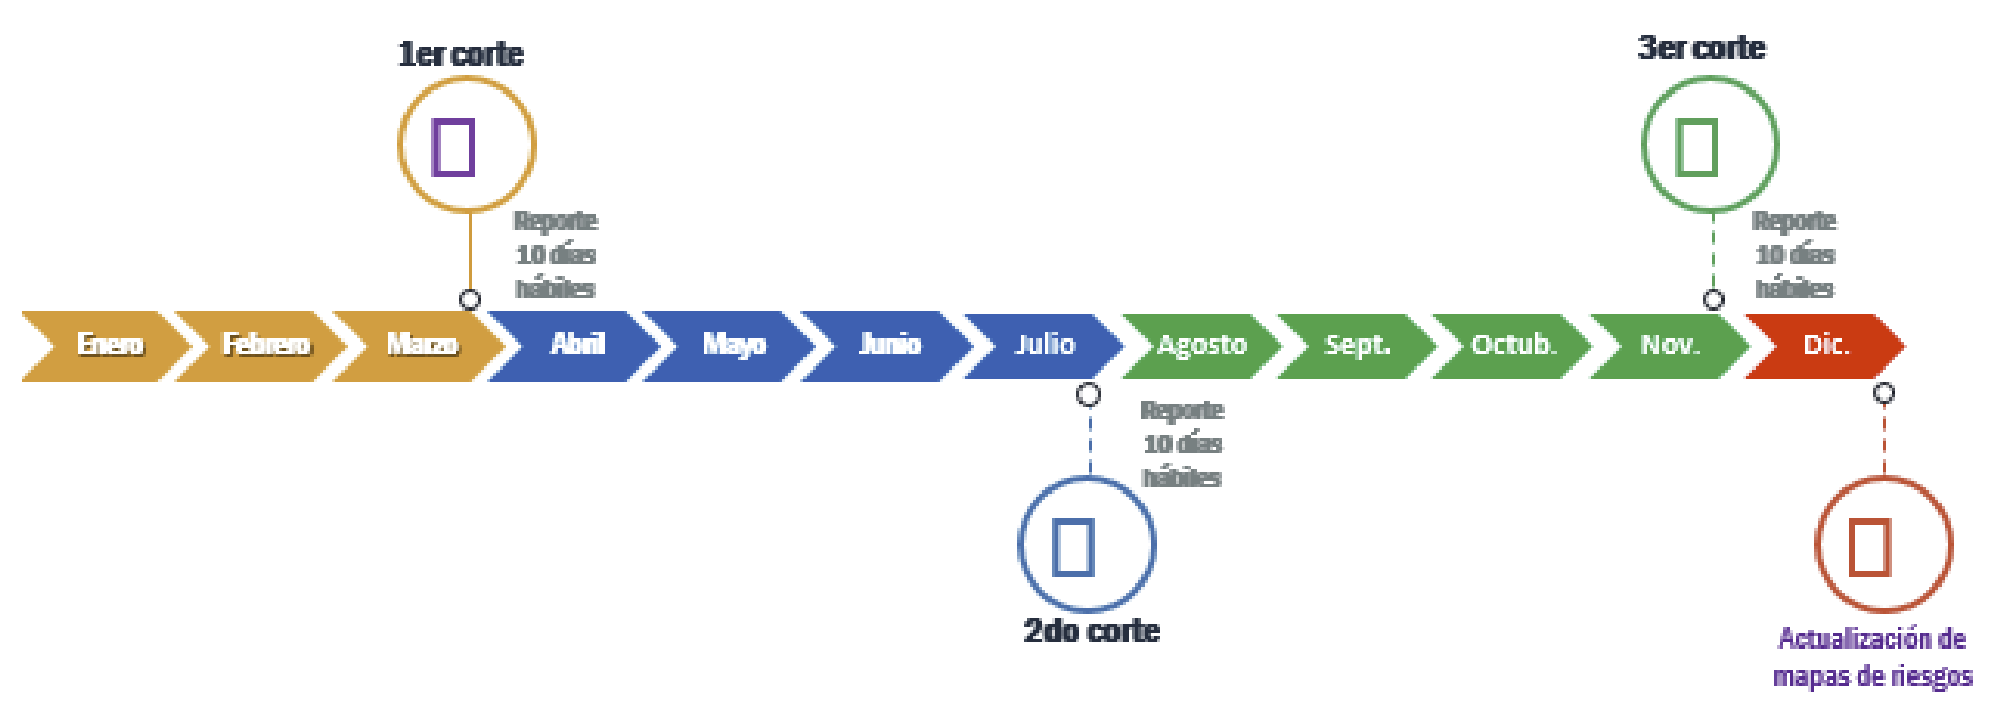 1er corte
3er corte
Reporte
10 días
hábiles
Reporte
10 días
hábiles
Enero
Febrero
Marzo
Abril
Mayo
Junio
Julio
Agosto
Sept.
Octub.
Nov.
Dic.
Reporte
10 días
hábiles
2do corte
Actualización de
mapas de riesgos